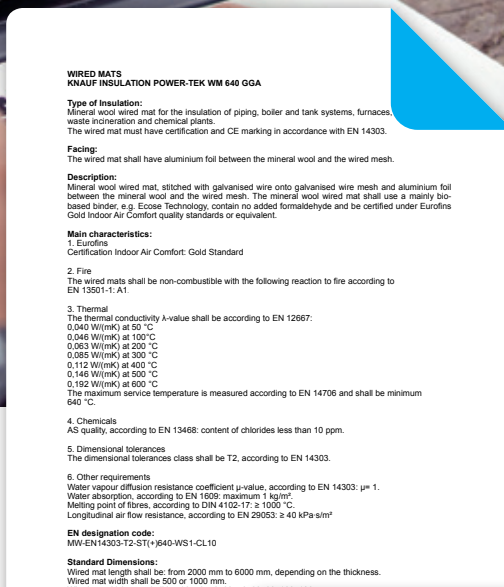 WIRED MATS
KNAUF INSULATION POWER-TEK WM 640 GGA
Type of Insulation:
Mineral wool wired mat for the insulation of piping, boiler and tank systems, furnaces,
waste incineration and chemical plants.
The wired mat must have certification and CE marking in accordance with EN 14303.
Facing:
The wired mat shall have aluminium foil between the mineral wool and the wired mesh.
Description:
Mineral wool wired mat, stitched with galvanised wire onto galvanised wire mesh and aluminium foil
between the mineral wool and the wired mesh. The mineral wool wired mat shall use a mainly bio-
based binder, e.g. Ecose Technology, contain no added formaldehyde and be certified under Eurofins
Gold Indoor Air Comfort quality standards or equivalent.
Main characteristics:
1. Eurofins
Certification Indoor Air Comfort: Gold Standard
2. Fire
The wired mats shall be non-combustible with the following reaction to fire according to
EN 13501-1: A1.
3. Thermal
The thermal conductivity λ-value shall be according to EN 12667:
0,040 W/(mK) at 50 °C
0,046 W/(mK) at 100°C
0,063 W/(mK) at 200 °C
0,085 W/(mK) at 300 °C
0,112 W/(mK) at 400 °C
0,146 W/(mK) at 500 °C
0,192 W/(mK) at 600 °C
The maximum service temperature is measured according to EN 14706 and shall be minimum
640 °C.
4. Chemicals
AS quality, according to EN 13468: content of chlorides less than 10 ppm.
5. Dimensional tolerances
The dimensional tolerances class shall be T2, according to EN 14303.
6. Other requirements
Water vapour diffusion resistance coefficient μ-value, according to EN 14303: μ= 1.
Water absorption, according to EN 1609: maximum 1 kg/m².
Melting point of fibres, according to DIN 4102-17: ≥ 1000 °C.
Longitudinal air flow resistance, according to EN 29053: ≥ 40 kPa·s/m²
EN designation code:
MW-EN14303-T2-ST(+)640-WS1-CL10
Standard Dimensions:
Wired mat length shall be: from 2000 mm to 6000 mm, depending on the thickness.
Wired mat width shall be 500 or 1000 mm.